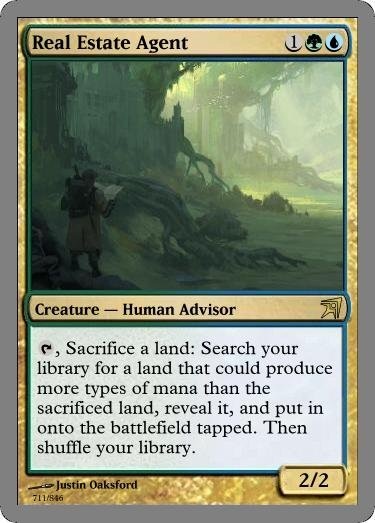 Real Estate Agent 1
Creature — Human Advisor
, Sacrifice a land: Search your
library for a land that could produce
more types of mana than the
sacrificed land, reveal it, and put in
onto the battlefield tapped. Then
shuffle your library.
2/2
Justin Oaksford
711/846